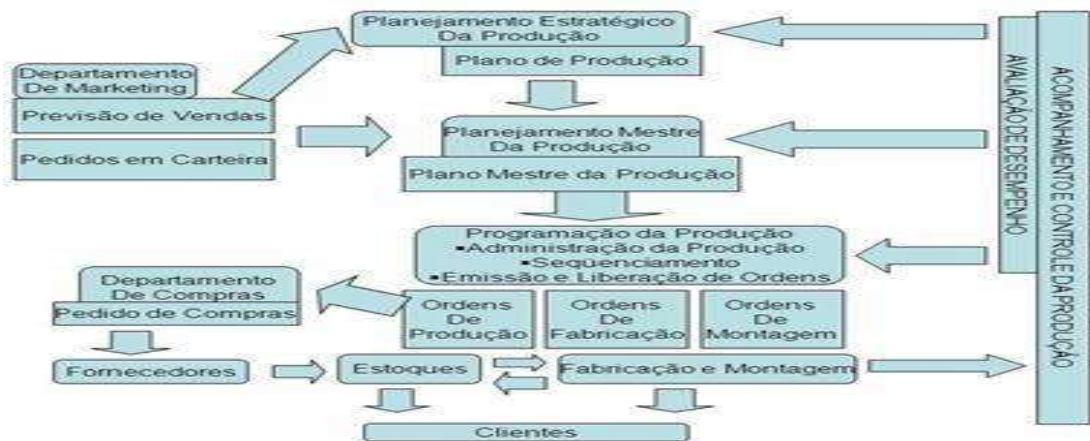 Planejamento Estratégico
Da Produção
Plano de Produção
Departamento
De Marketing
Previsão de Vendas
Pedidos em Carteira
Planejamento Mestre
Da Produção
Plano Mestre da Produção
Programação da Produção
▪Administração da Produção
▪Seqüenciamento
▪Emissão e Liberação de Ordens
Departamento
De Compras
Pedido de Compras
Ordens
De
Produção
Ordens
De
Fabricação
Ordens
De
Montagem
Fornecedores
Estoques
Fabricação e Montagem
Clientes
AVALIAÇÃO DE DESEMPENHO
ACOMPANHAMENTO E CONTROLE DA PRODUÇÃO